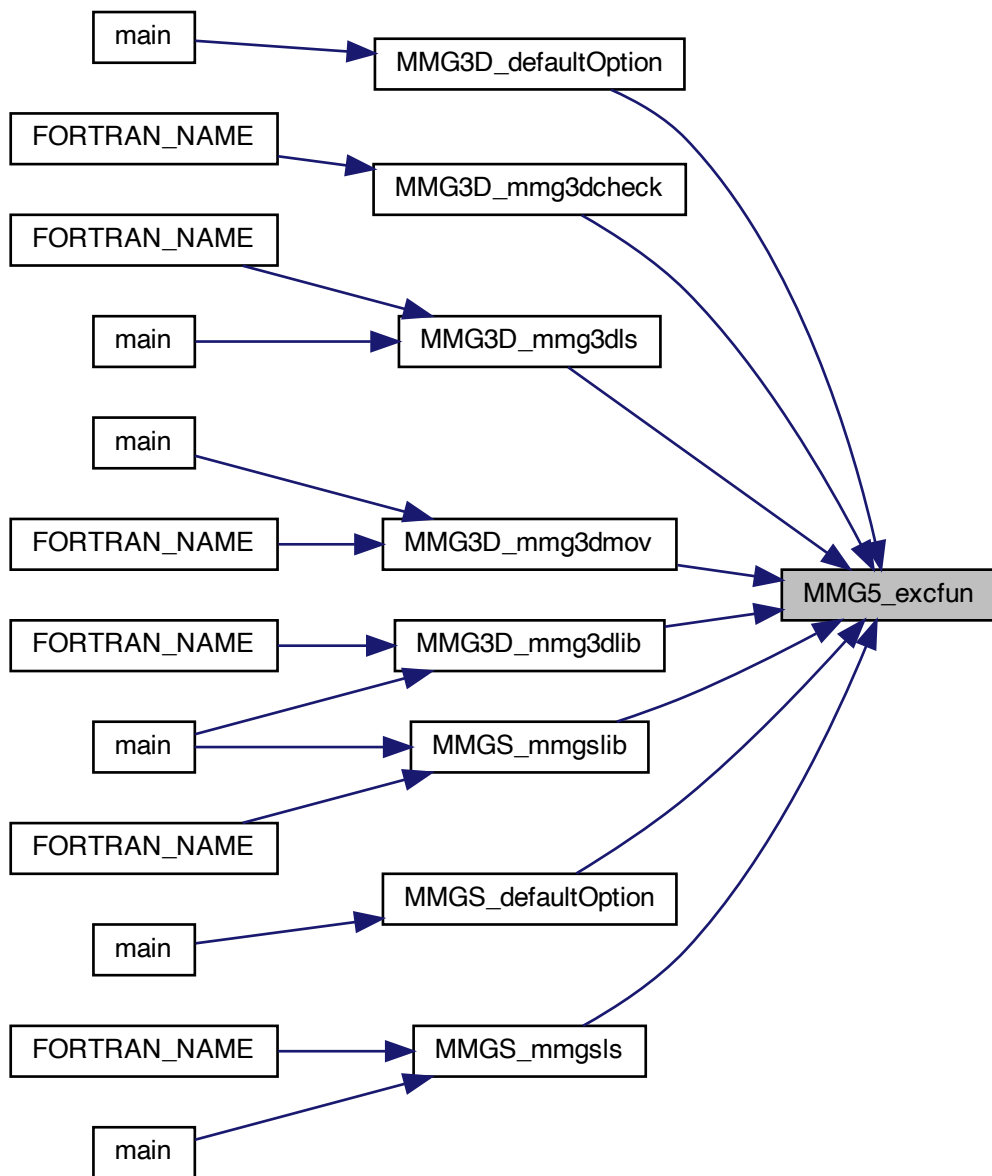 main
MMG3D_defaultOption
FORTRAN_NAME
MMG3D_mmg3dcheck
FORTRAN_NAME
main
MMG3D_mmg3dls
main
FORTRAN_NAME
MMG3D_mmg3dmov
MMG5_excfun
FORTRAN_NAME
MMG3D_mmg3dlib
main
MMGS_mmgslib
FORTRAN_NAME
MMGS_defaultOption
main
FORTRAN_NAME
MMGS_mmgsls
main